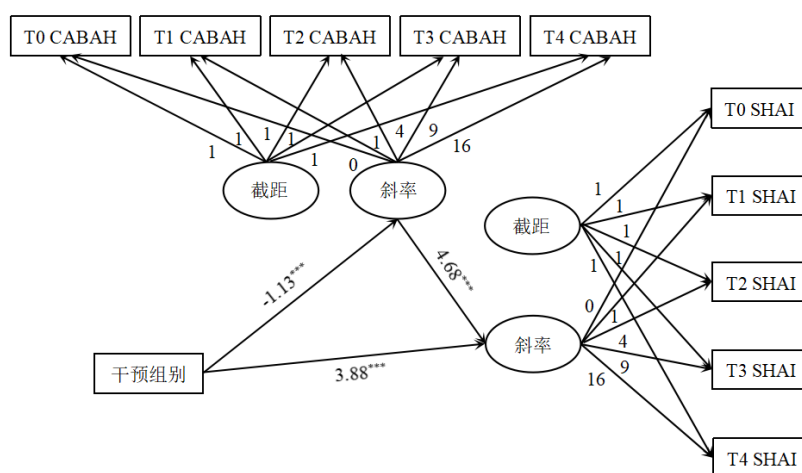 T0 CABAH
T1 CABAH
T2 CABAH
T3 CABAH
T4 CABAH
1
1
1
1
1
0
1
4
9
16
截距
斜率
T0 SHAI
T1 SHAI
T2 SHAI
T3 SHAI
T4 SHAI
截距
1
1
1
1
1
0
1
4
9
16
斜率
-1.13***
4.68***
干预组别
3.88***